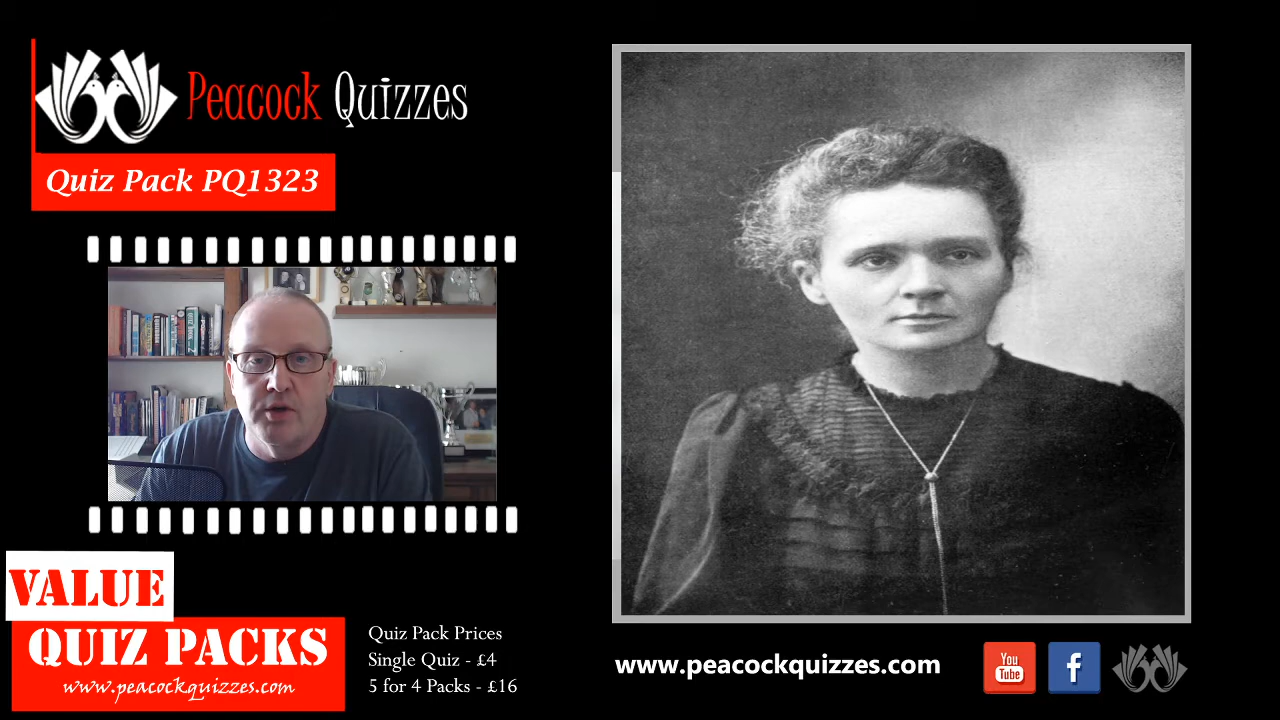 Peacock Quizzes
Quiz Pack PQ1323
VALUE
QUIZ PACKS
www.peacockquizzes.com
Quiz Pack Prices
Single Quiz - £4
5 for 4 Packs - £16
www.peacockquizzes.com
You
Tube
f